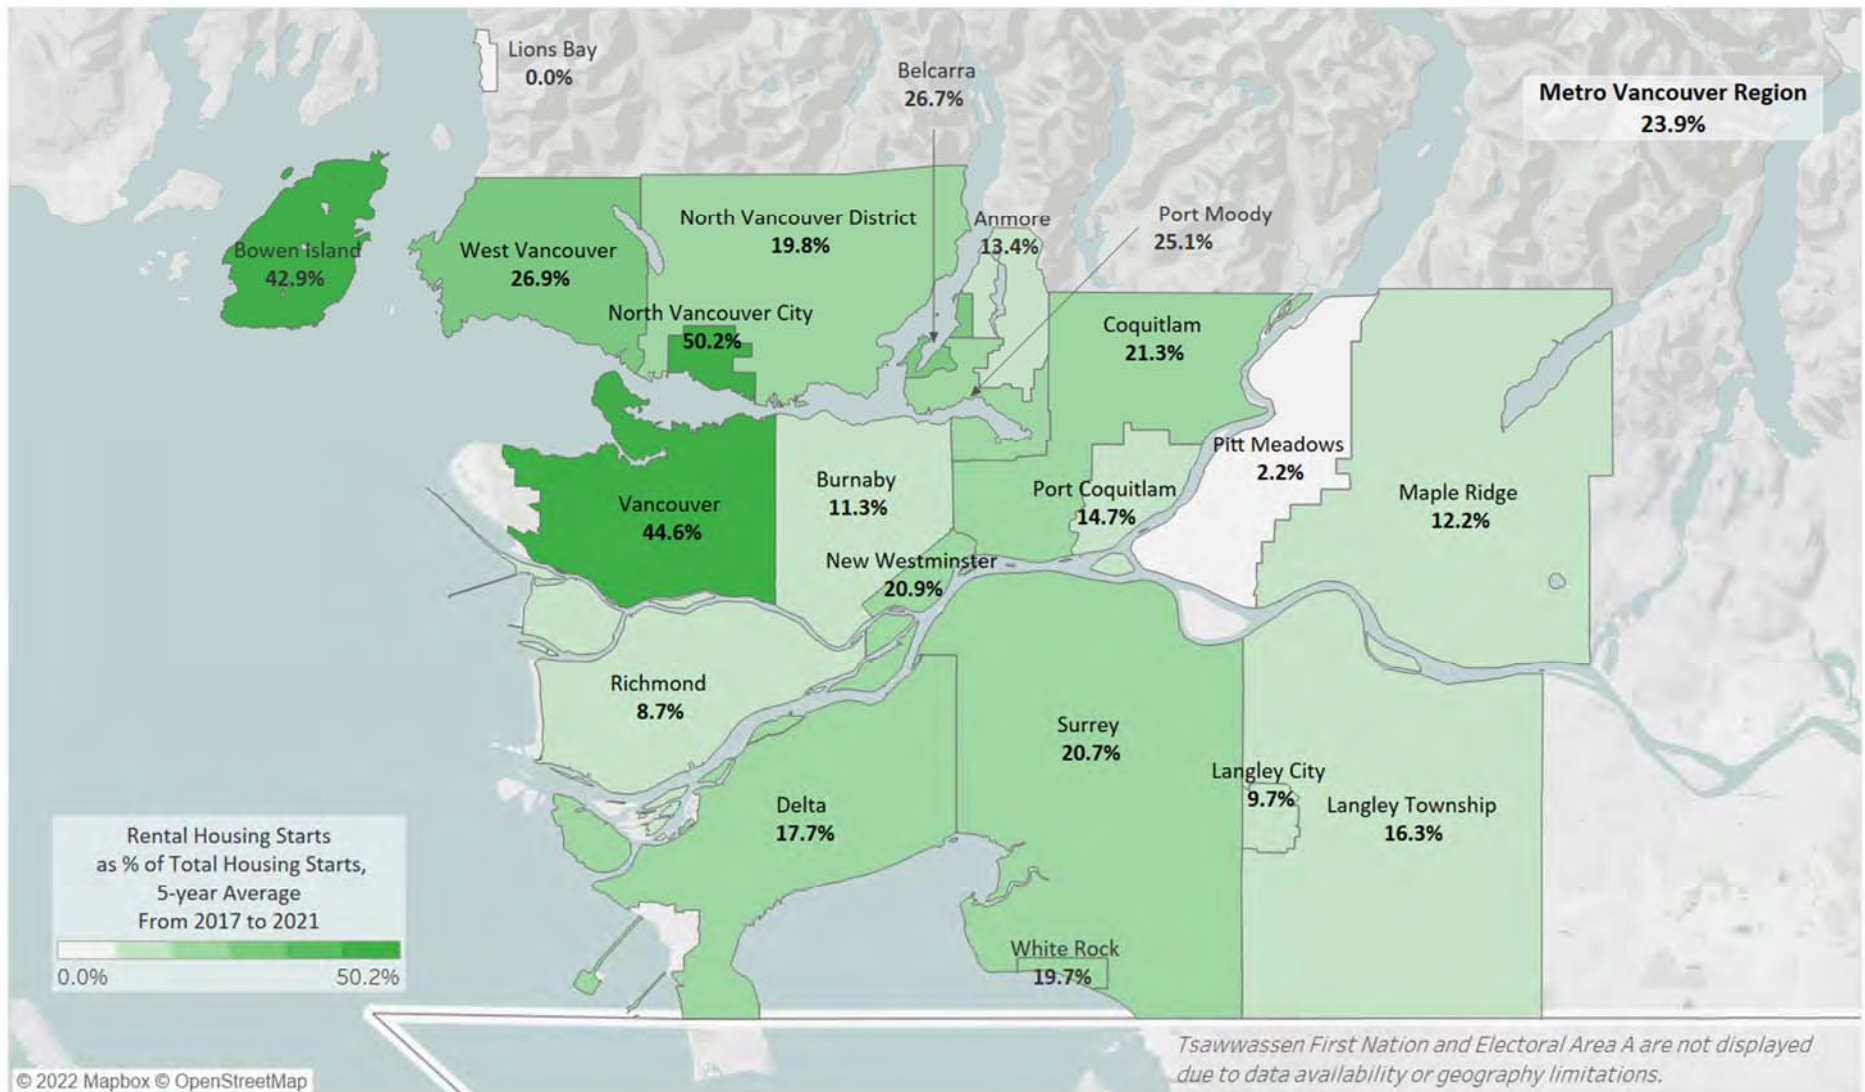 Lions Bay
0.0%
Belcarra
26.7%
Metro Vancouver Region
23.9%
Bowen Island
42.9%
West Vancouver
26.9%
North Vancouver District
19.8%
Anmore
13.4%
Port Moody
25.1%
North Vancouver City
50.2%
Coquitlam
21.3%
Pitt Meadows
2.2%
Vancouver
44.6%
Burnaby
11.3%
Port Coquitlam
14.7%
Maple Ridge
12.2%
New Westminster
20.9%
Richmond
8.7%
Surrey
20.7%
Langley City
9.7%
Delta
17.7%
Langley Township
16.3%
White Rock
19.7%
Rental Housing Starts
as % of Total Housing Starts,
5-year Average
From 2017 to 2021
0.0%
50.2%
Tsawwassen First Nation and Electoral Area A are not displayed
due to data availability or geography limitations.
© 2022 Mapbox © OpenStreetMap